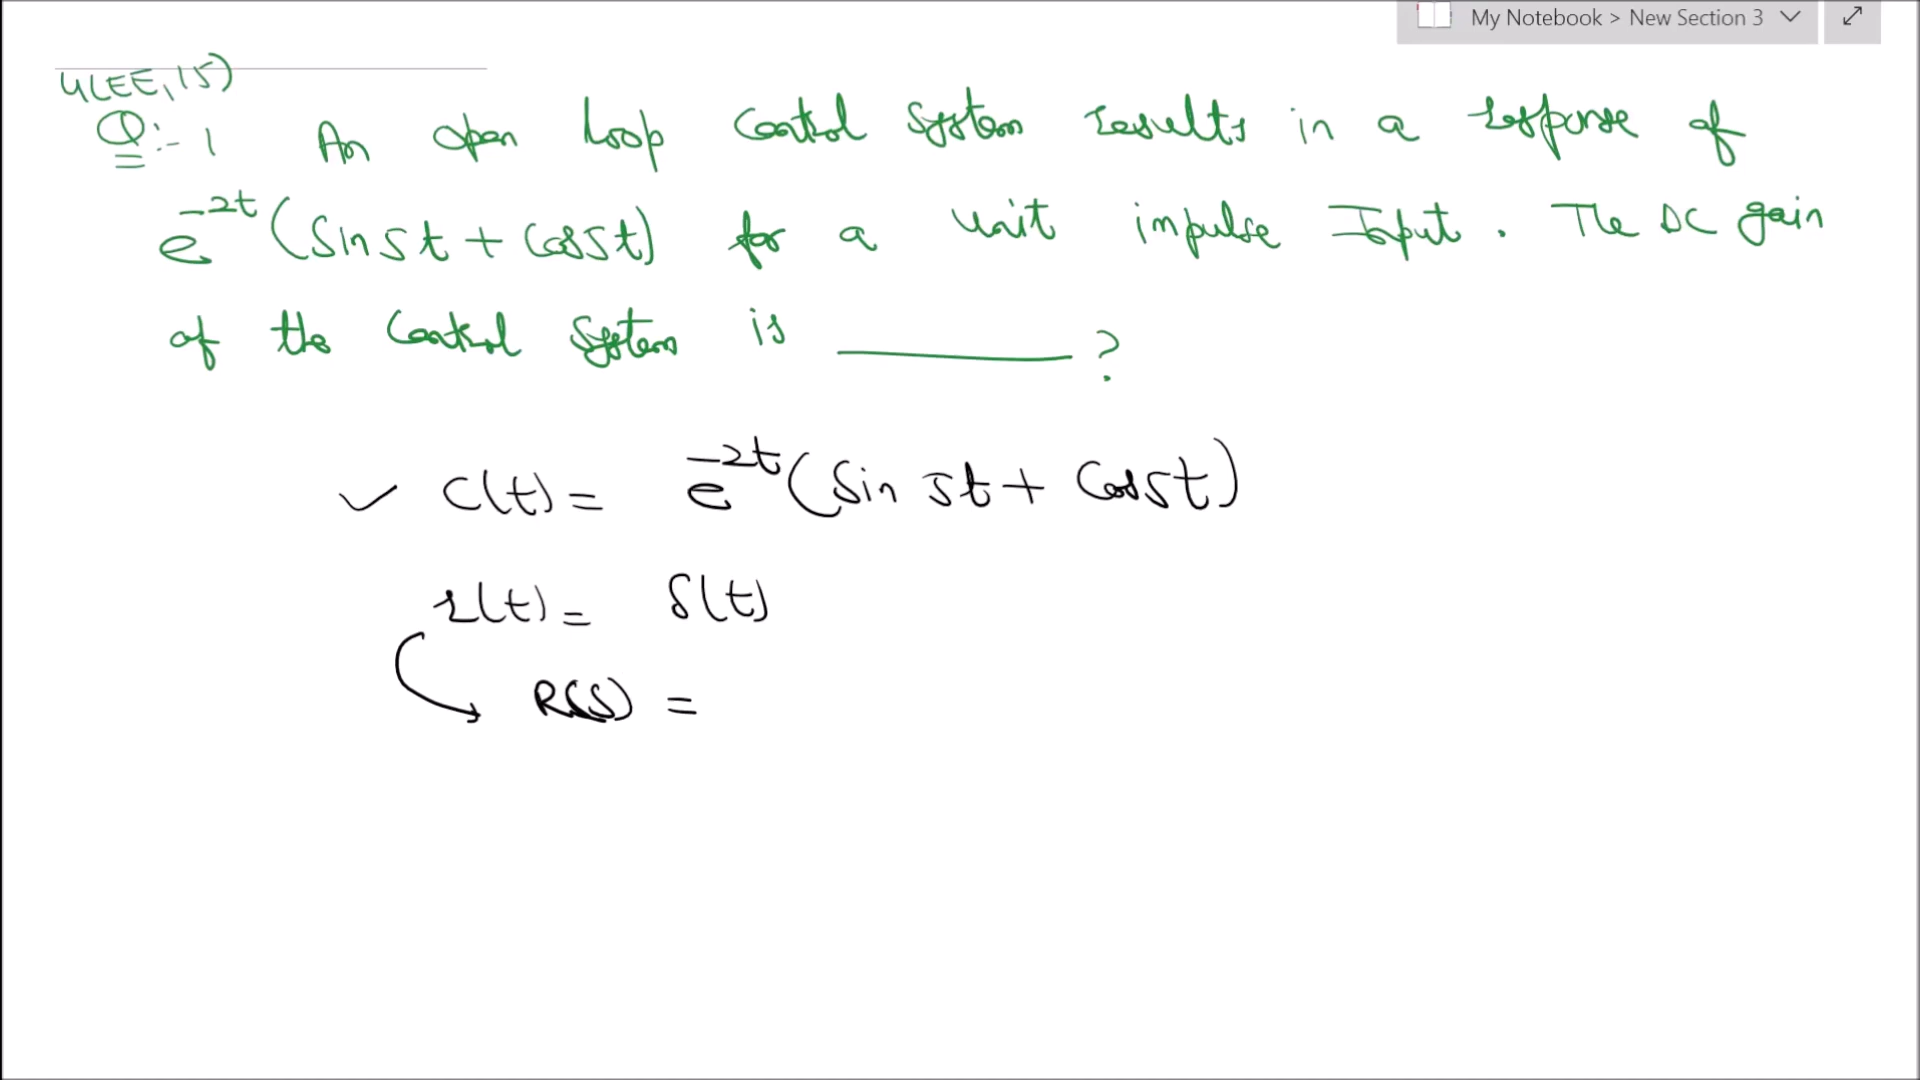 My Notebook > New Section 3
4(EE,15)
Q:- 1 An open loop control system results in a response of
e^-2t (Sin 5t + Cos5t) for a unit impulse Input. The DC gain
of the control system is ______ ?
✓ C(t) = e^-2t (Sin 5t + Cos5t)
r(t) = δ(t)
R(S) =